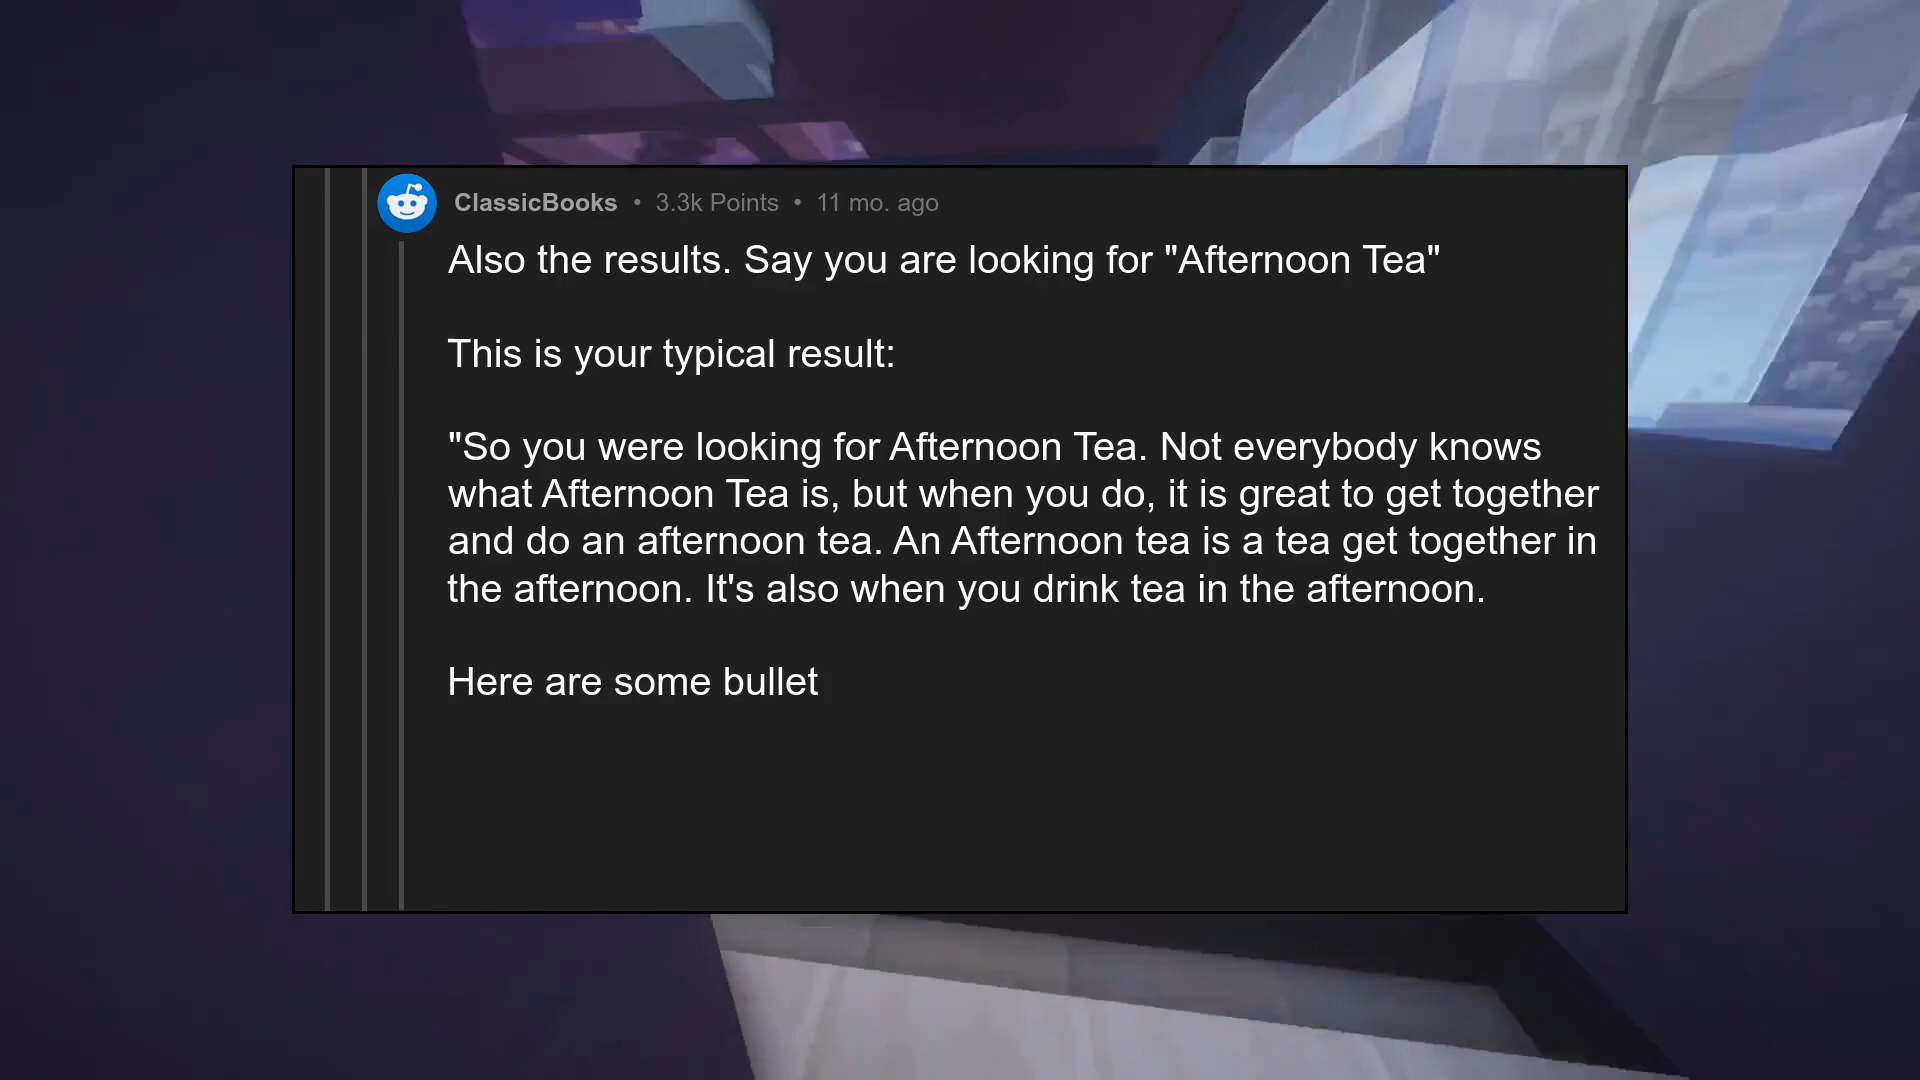 ClassicBooks • 3.3k Points • 11 mo. ago
Also the results. Say you are looking for "Afternoon Tea"
This is your typical result:
"So you were looking for Afternoon Tea. Not everybody knows
what Afternoon Tea is, but when you do, it is great to get together
and do an afternoon tea. An Afternoon tea is a tea get together in
the afternoon. It's also when you drink tea in the afternoon.
Here are some bullet